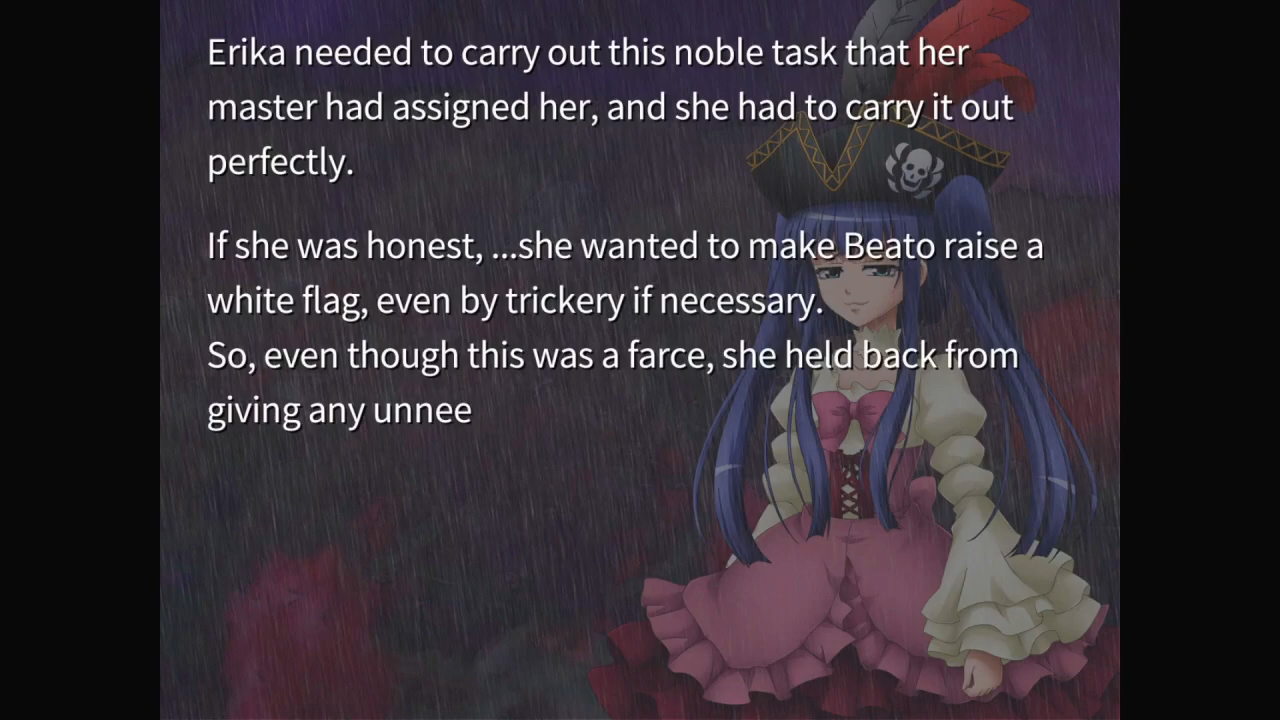 Erika needed to carry out this noble task that her
master had assigned her, and she had to carry it out
perfectly.
If she was honest, ...she wanted to make Beato raise a
white flag, even by trickery if necessary.
So, even though this was a farce, she held back from
giving any unnee